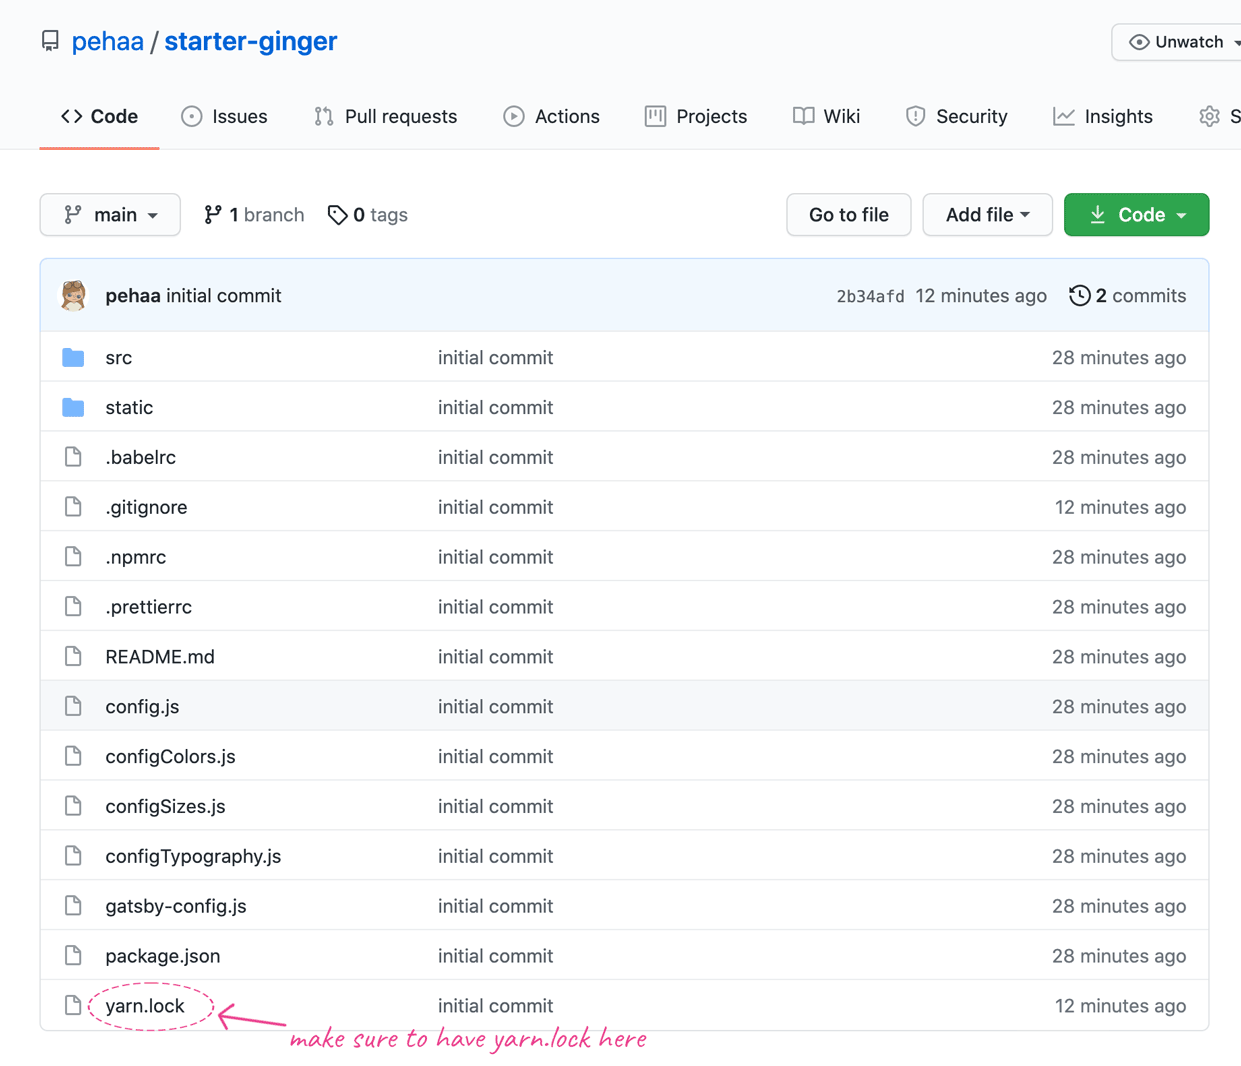 pehaa / starter-ginger
Unwatch
Code Issues Pull requests Actions Projects Wiki Security Insights S
main 1 branch 0 tags Go to file Add file Code
pehaa initial commit 2b34afd 12 minutes ago 2 commits
src initial commit 28 minutes ago
static initial commit 28 minutes ago
.babelrc initial commit 28 minutes ago
.gitignore initial commit 12 minutes ago
.npmrc initial commit 28 minutes ago
.prettierrc initial commit 28 minutes ago
README.md initial commit 28 minutes ago
config.js initial commit 28 minutes ago
configColors.js initial commit 28 minutes ago
configSizes.js initial commit 28 minutes ago
configTypography.js initial commit 28 minutes ago
gatsby-config.js initial commit 28 minutes ago
package.json initial commit 28 minutes ago
yarn.lock initial commit 12 minutes ago
make sure to have yarn.lock here